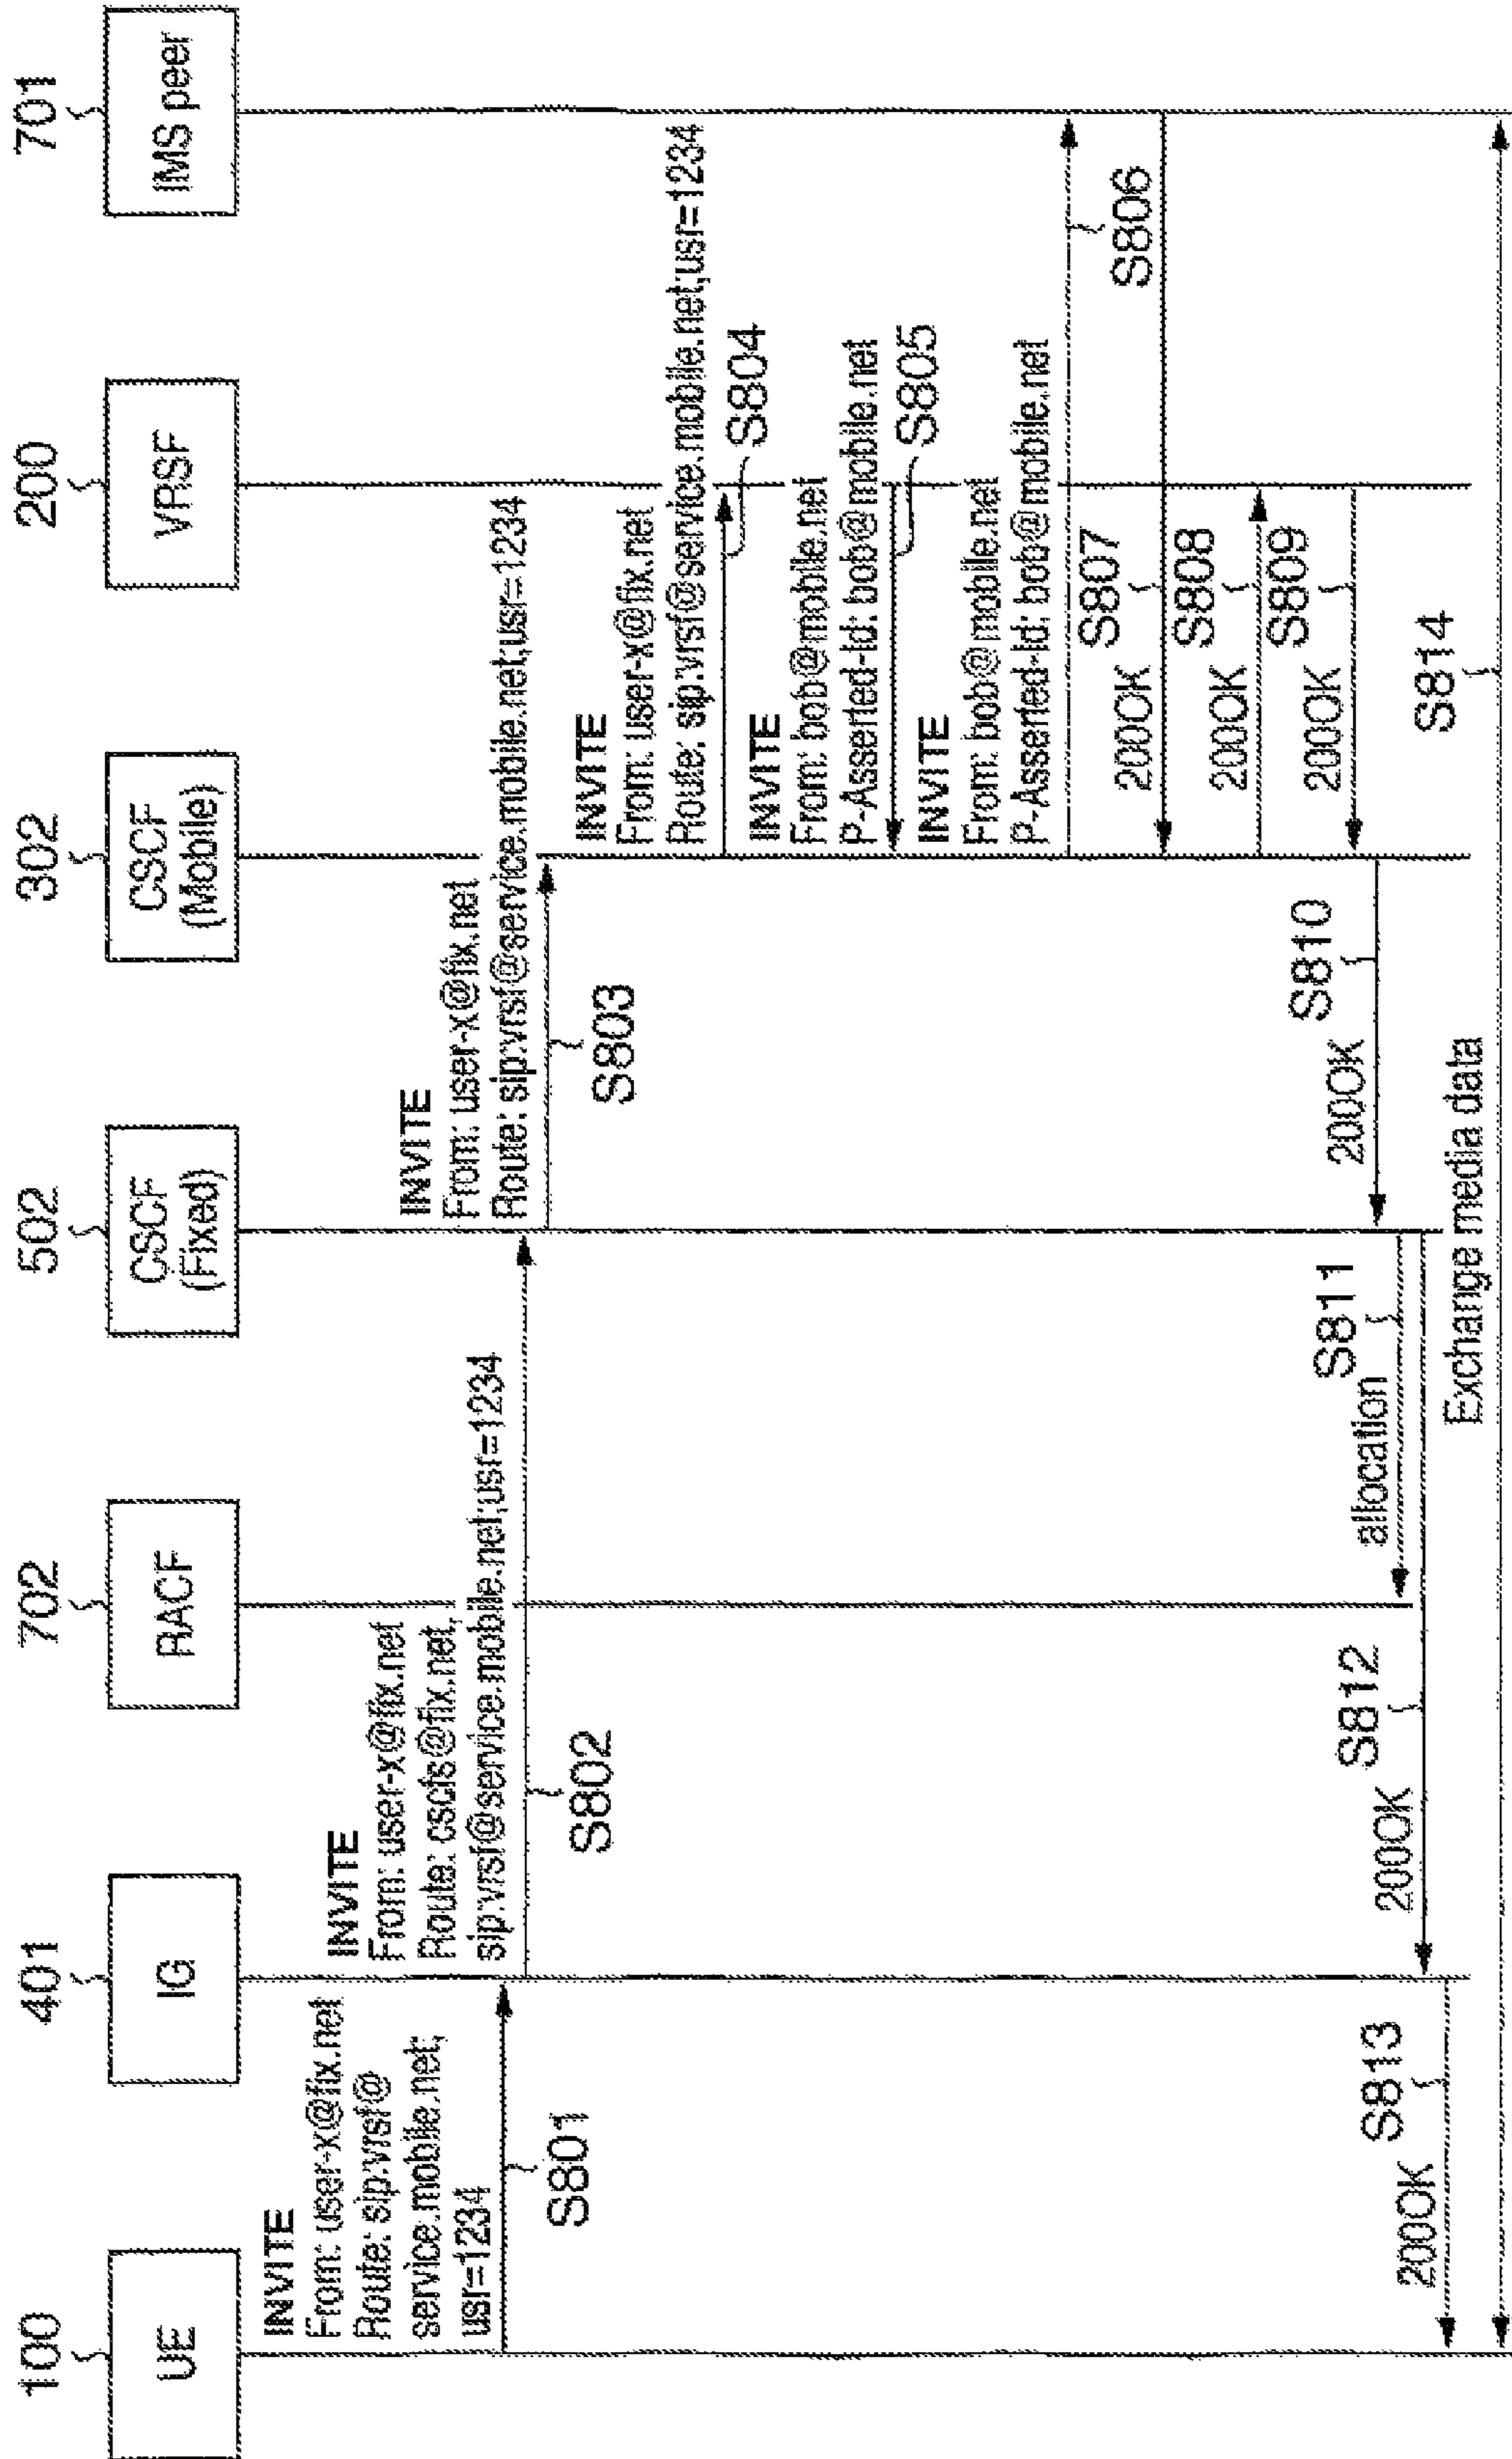 100
UE
401
IG
702
RACF
502
CSCF
(Fixed)
302
CSCF
(Mobile)
200
VRSF
701
IMS peer
INVITE
From: user-x@fix.net
Route: sip:vrsf@
service.mobile.net;
usr=1234
S801
INVITE
From: user-x@fix.net
Route: cscfs@fix.net,
sip:vrsf@service.mobile.net;usr=1234
S802
INVITE
From: user-x@fix.net
Route: sip:vrsf@service.mobile.net;usr=1234
S803
INVITE
From: user-x@fix.net
Route: sip:vrsf@service.mobile.net;usr=1234
S804
INVITE
From: bob@mobile.net
P-Asserted-Id: bob@mobile.net
S805
INVITE
From: bob@mobile.net
P-Asserted-Id: bob@mobile.net
S806
200OK
S807
200OK
S808
200OK
S809
200OK
S810
allocation
S811
200OK
S812
200OK
S813
Exchange media data
S814